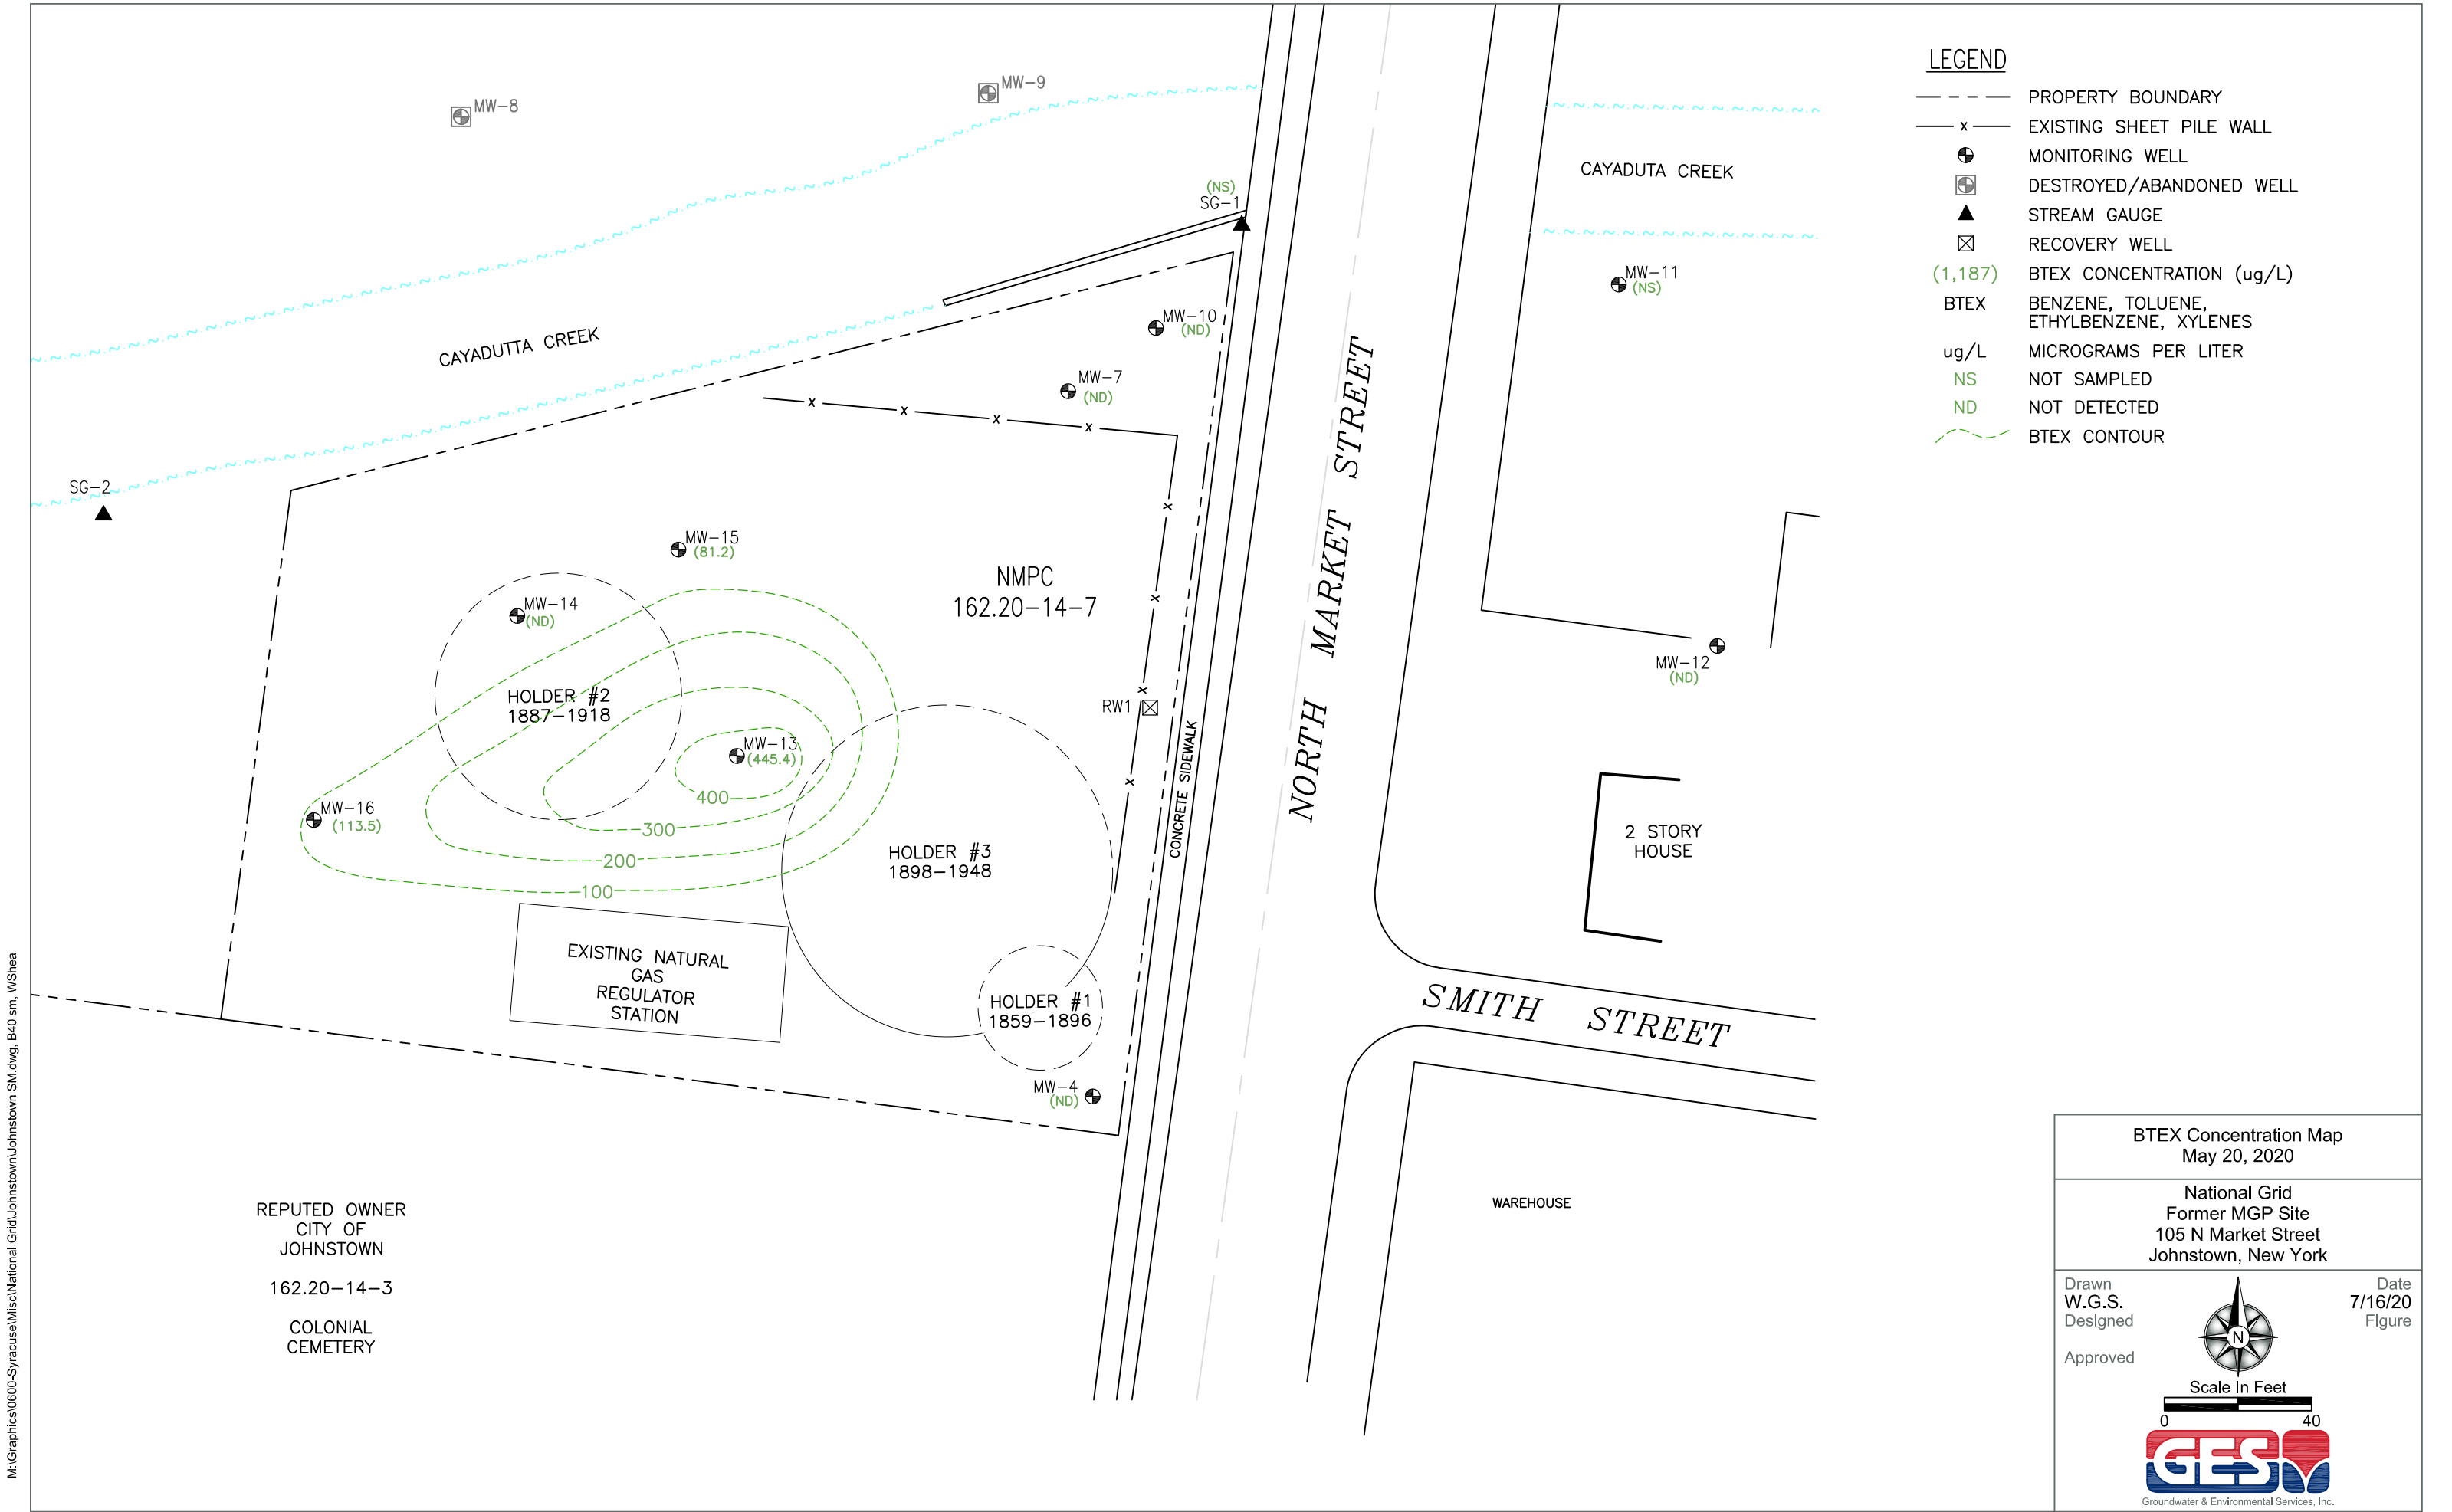 MW-8
MW-9
CAYADUTTA CREEK
(NS)
SG-1
CAYADUTA CREEK
MW-11
(NS)
MW-10
(ND)
MW-7
(ND)
SG-2
MW-15
(81.2)
NMPC
162.20-14-7
MW-14
(ND)
HOLDER #2
1887-1918
MW-13
(445.4)
MW-16
(113.5)
400
300
200
100
RW1
HOLDER #3
1898-1948
CONCRETE SIDEWALK
NORTH MARKET STREET
MW-12
(ND)
2 STORY
HOUSE
EXISTING NATURAL
GAS
REGULATOR
STATION
HOLDER #1
1859-1896
MW-4
(ND)
SMITH STREET
WAREHOUSE
REPUTED OWNER
CITY OF
JOHNSTOWN
162.20-14-3
COLONIAL
CEMETERY
LEGEND
PROPERTY BOUNDARY
x EXISTING SHEET PILE WALL
MONITORING WELL
DESTROYED/ABANDONED WELL
STREAM GAUGE
RECOVERY WELL
(1,187) BTEX CONCENTRATION (ug/L)
BTEX BENZENE, TOLUENE,
ETHYLBENZENE, XYLENES
ug/L MICROGRAMS PER LITER
NS NOT SAMPLED
ND NOT DETECTED
BTEX CONTOUR
BTEX Concentration Map
May 20, 2020
National Grid
Former MGP Site
105 N Market Street
Johnstown, New York
Drawn
W.G.S.
Designed
Approved
Date
7/16/20
Figure
N
Scale In Feet
0 40
GES
Groundwater & Environmental Services, Inc.
M:\Graphics\0600-Syracuse\Misc\National Grid\Johnstown\Johnstown SM.dwg, B40 sm, WShea